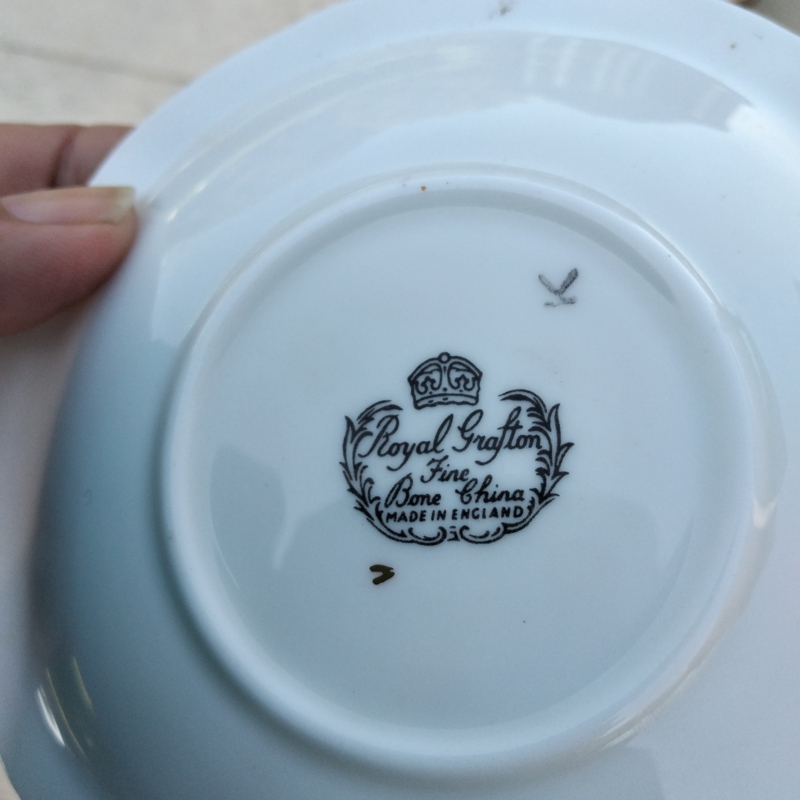 Royal Grafton
Fine
Bone China
MADE IN ENGLAND